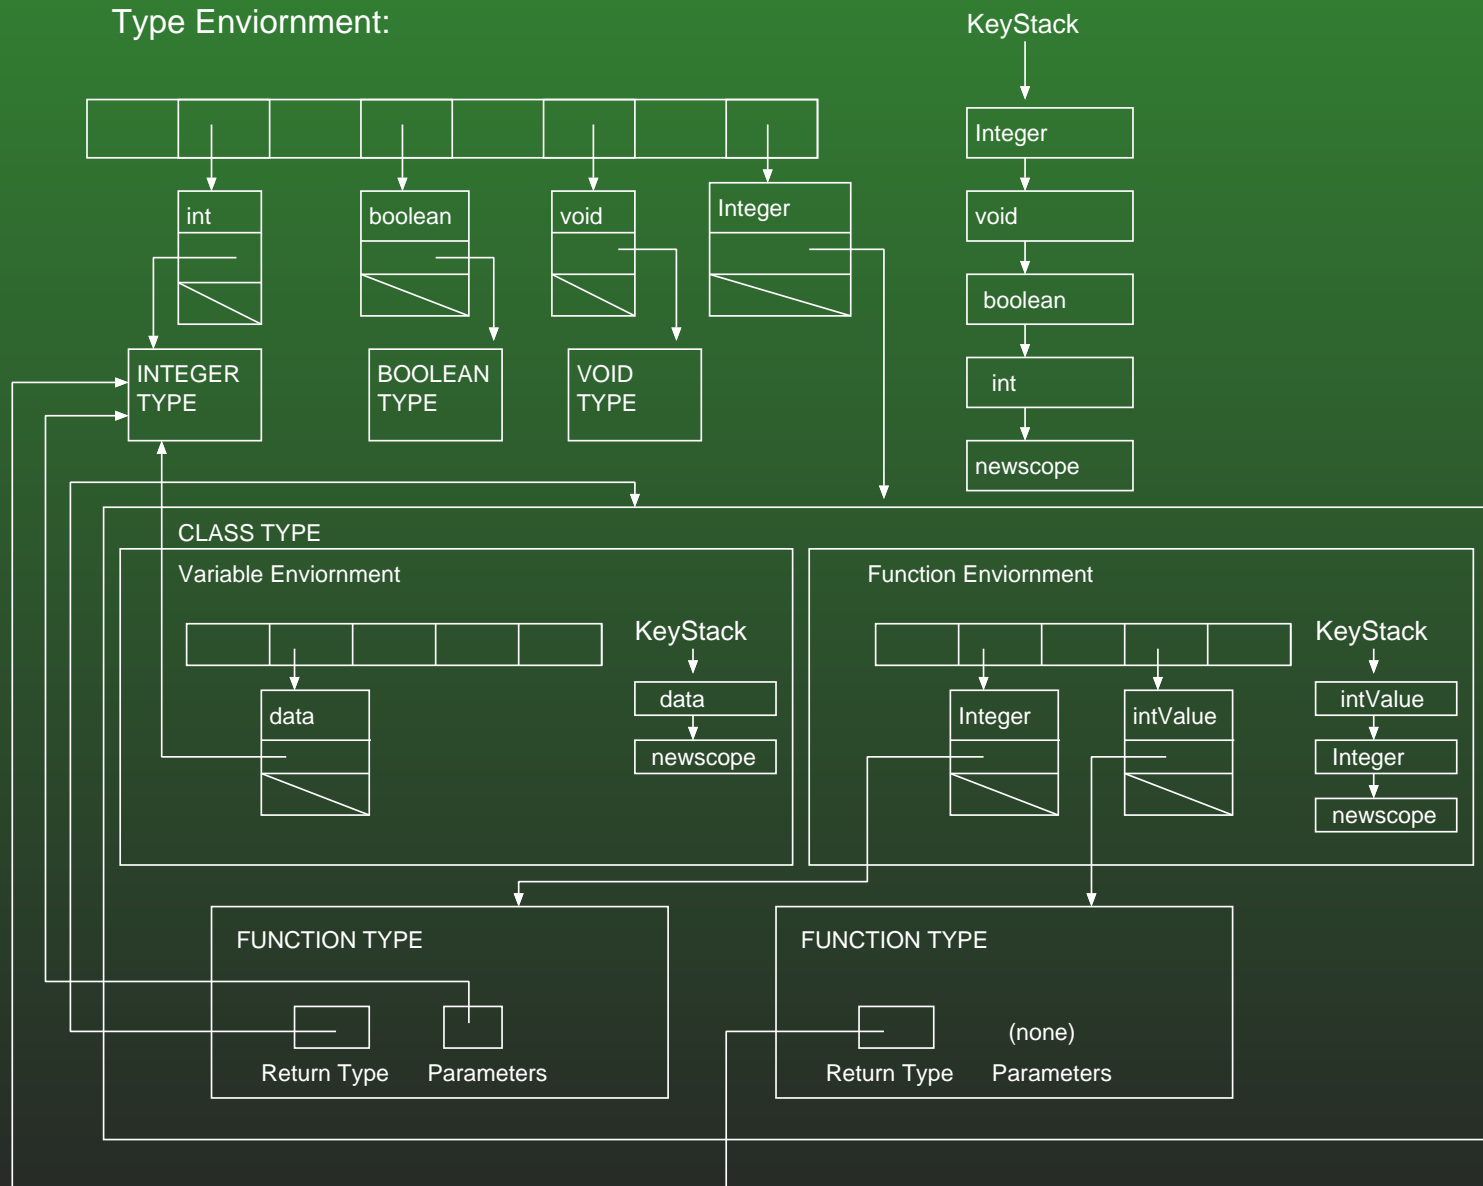 Type Enviornment:
KeyStack
int
boolean
void
Integer
INTEGER
TYPE
BOOLEAN
TYPE
VOID
TYPE
Integer
void
boolean
int
newscope
CLASS TYPE
Variable Enviornment
KeyStack
data
data
newscope
Function Enviornment
KeyStack
Integer
intValue
intValue
Integer
newscope
FUNCTION TYPE
Return Type
Parameters
FUNCTION TYPE
(none)
Return Type
Parameters